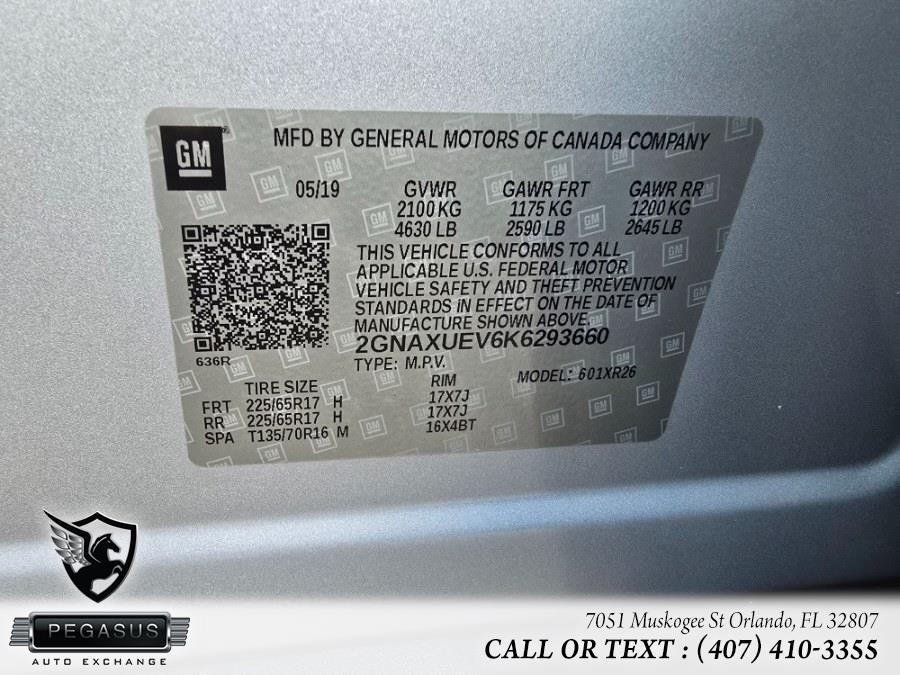 GM
MFD BY GENERAL MOTORS OF CANADA COMPANY
05/19 GVWR GAWR FRT GAWR RR
2100 KG 1175 KG 1200 KG
4630 LB 2590 LB 2645 LB
THIS VEHICLE CONFORMS TO ALL
APPLICABLE U.S. FEDERAL MOTOR
VEHICLE SAFETY AND THEFT PREVENTION
STANDARDS IN EFFECT ON THE DATE OF
MANUFACTURE SHOWN ABOVE.
2GNAXUEV6K6293660
636R
TYPE: M.P.V. MODEL: 601XR26
TIRE SIZE RIM
FRT 225/65R17 H 17X7J
RR 225/65R17 H 17X7J
SPA T135/70R16 M 16X4BT
PEGASUS
AUTO EXCHANGE
7051 Muskogee St Orlando, FL 32807
CALL OR TEXT : (407) 410-3355